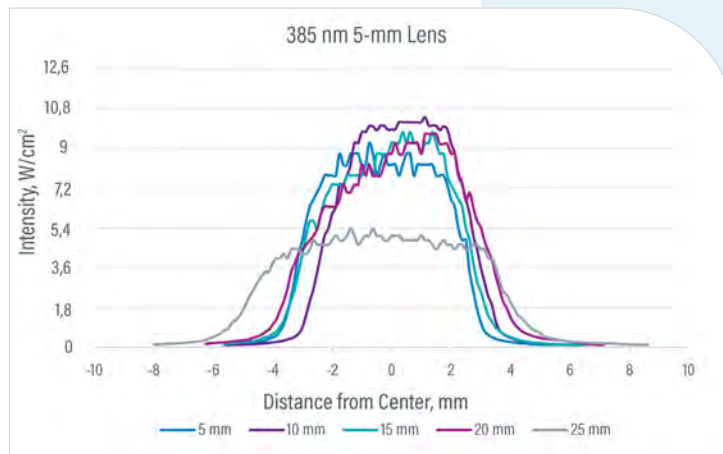 385 nm 5-mm Lens
Intensity, W/cm²
12,6
10,8
9
7,2
5,4
3,6
1,8
0
-10 -8 -6 -4 -2 0 2 4 6 8 10
Distance from Center, mm
5 mm 10 mm 15 mm 20 mm 25 mm